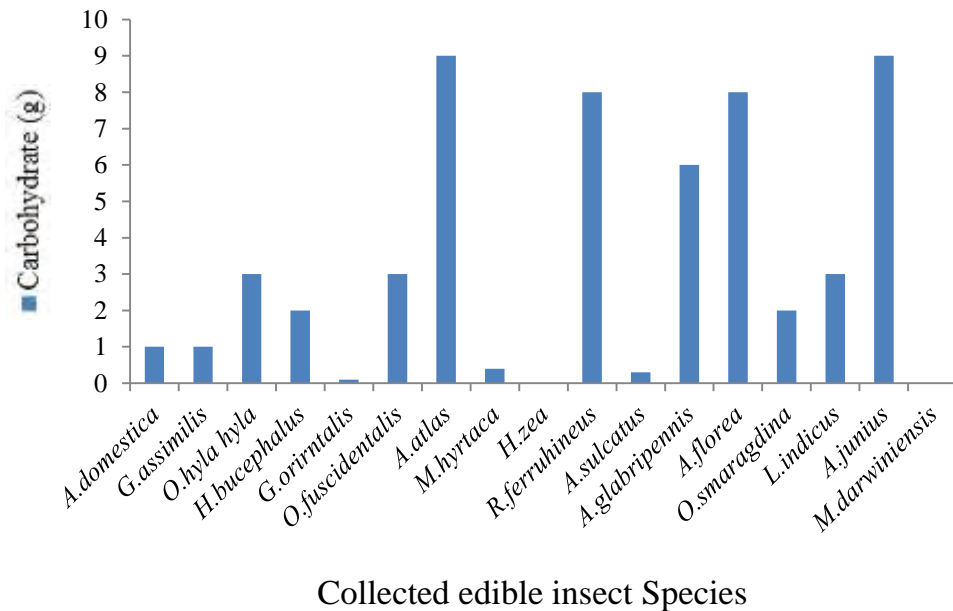 Carbohydrate (g)
10
9
8
7
6
5
4
3
2
1
0
A.domestica
G.assimilis
O.hyla hyla
H.bucephalus
G.orirntalis
O.fuscidentalis
A.atlas
M.hyrtaca
H.zea
R.ferruhineus
A.sulcatus
A.glabripennis
A.florea
O.smaragdina
L.indicus
A.junius
M.darwiniensis
Collected edible insect Species